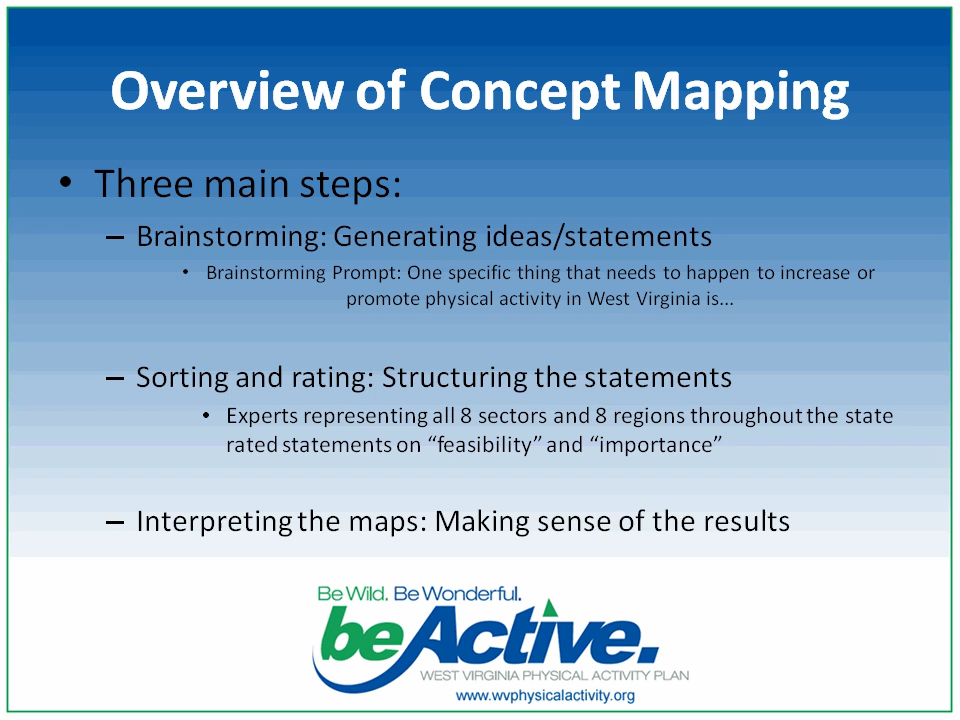 Overview of Concept Mapping
• Three main steps:
– Brainstorming: Generating ideas/statements
• Brainstorming Prompt: One specific thing that needs to happen to increase or
promote physical activity in West Virginia is...
– Sorting and rating: Structuring the statements
• Experts representing all 8 sectors and 8 regions throughout the state
rated statements on “feasibility” and “importance”
– Interpreting the maps: Making sense of the results
Be Wild. Be Wonderful.
beActive.
WEST VIRGINIA PHYSICAL ACTIVITY PLAN
www.wvphysicalactivity.org